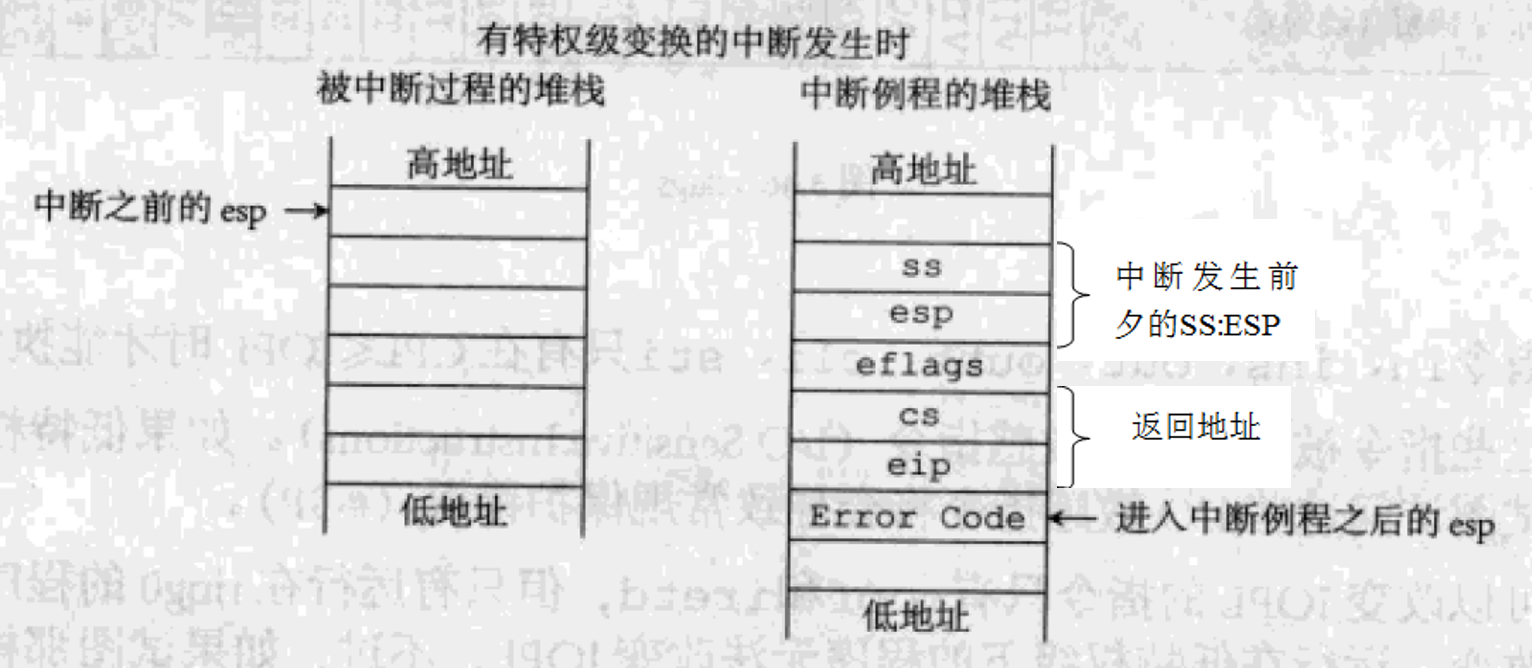 有特权级变换的中断发生时
被中断过程的堆栈
中断例程的堆栈
高地址
中断之前的 esp
低地址
高地址
ss
esp
eflags
cs
eip
Error Code
低地址
中断发生前
夕的SS:ESP
返回地址
进入中断例程之后的 esp